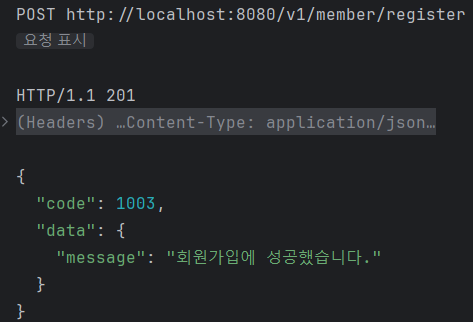 POST http://localhost:8080/v1/member/register
요청 표시
HTTP/1.1 201
(Headers) …Content-Type: application/json…
{
"code": 1003,
"data": {
"message": "회원가입에 성공했습니다."
}
}